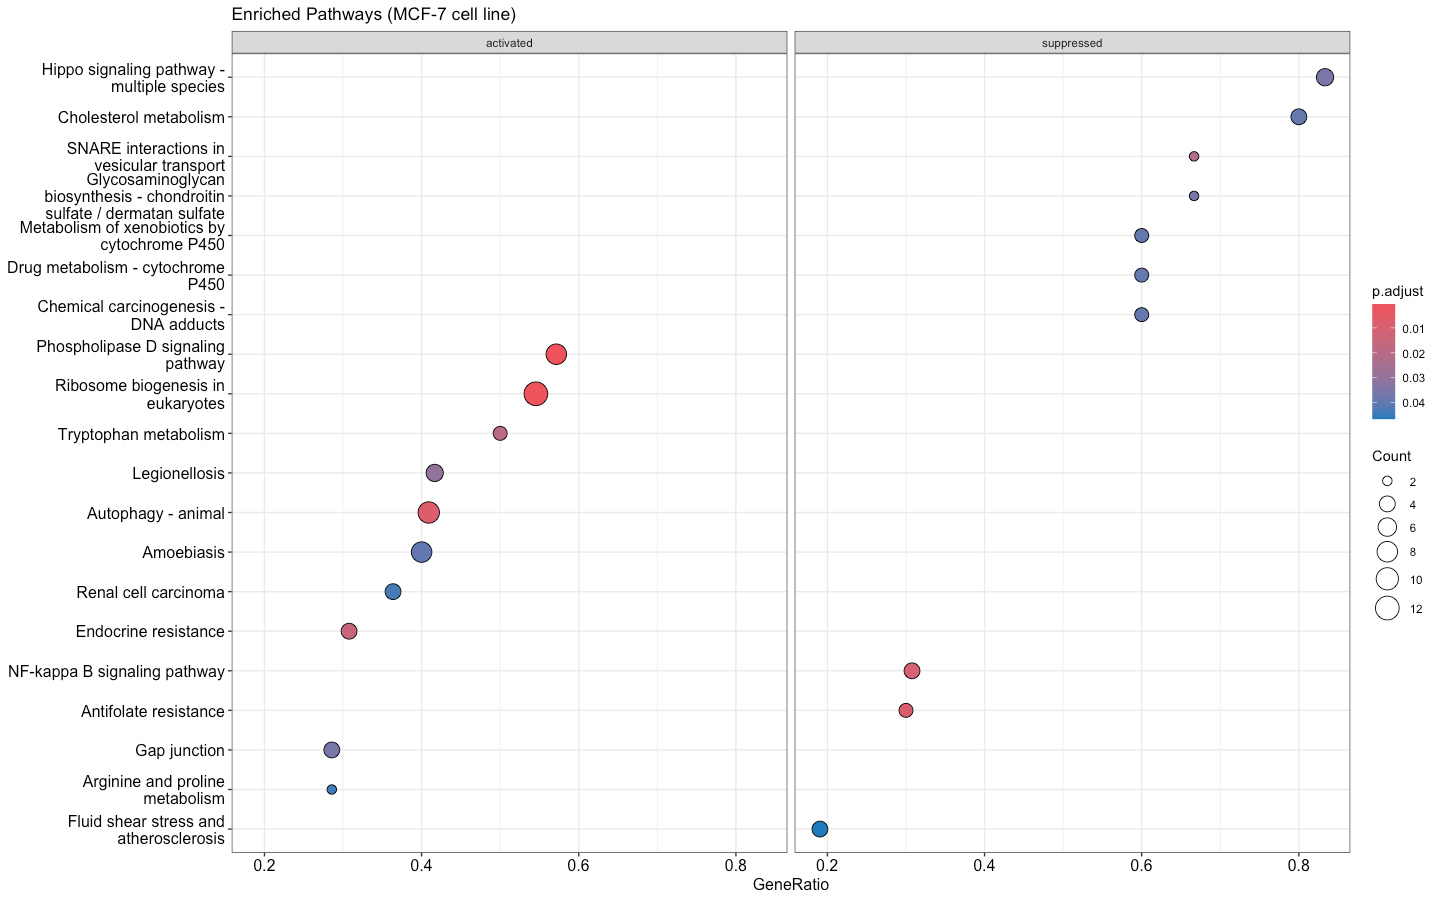 Enriched Pathways (MCF-7 cell line)
activated
suppressed
Hippo signaling pathway -
multiple species
Cholesterol metabolism
SNARE interactions in
vesicular transport
Glycosaminoglycan
biosynthesis - chondroitin
sulfate / dermatan sulfate
Metabolism of xenobiotics by
cytochrome P450
Drug metabolism - cytochrome
P450
Chemical carcinogenesis -
DNA adducts
Phospholipase D signaling
pathway
Ribosome biogenesis in
eukaryotes
Tryptophan metabolism
Legionellosis
Autophagy - animal
Amoebiasis
Renal cell carcinoma
Endocrine resistance
NF-kappa B signaling pathway
Antifolate resistance
Gap junction
Arginine and proline
metabolism
Fluid shear stress and
atherosclerosis
0.2 0.4 0.6 0.8
0.2 0.4 0.6 0.8
GeneRatio
p.adjust
0.01
0.02
0.03
0.04
Count
2
4
6
8
10
12